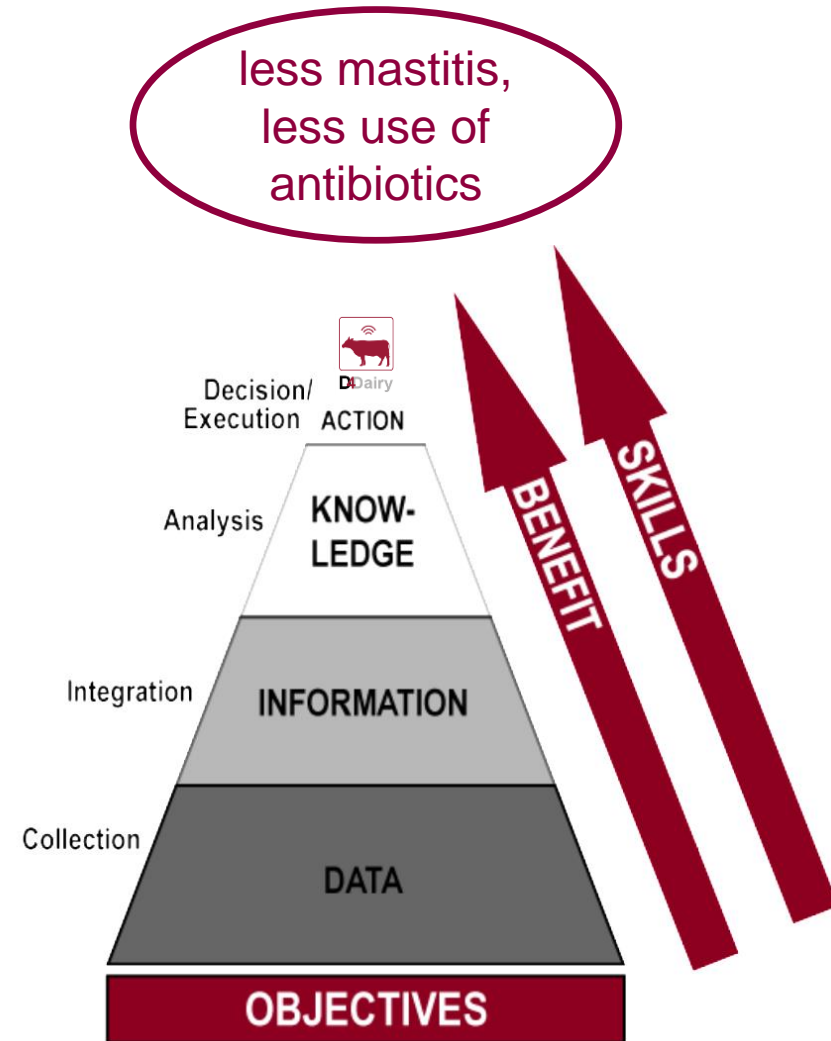 less mastitis,
less use of
antibiotics
D4Dairy
Decision/
Execution
ACTION
Analysis
KNOW-
LEDGE
Integration
INFORMATION
Collection
DATA
OBJECTIVES
BENEFIT
SKILLS